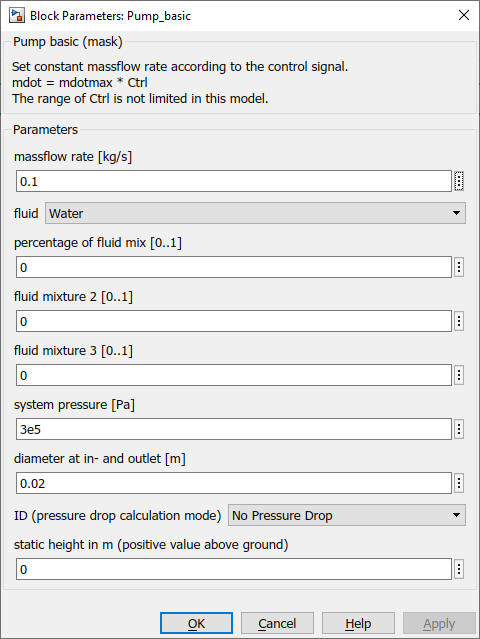 Block Parameters: Pump_basic
Pump basic (mask)
Set constant massflow rate according to the control signal.
mdot = mdotmax * Ctrl
The range of Ctrl is not limited in this model.
Parameters
massflow rate [kg/s]
0.1
fluid Water
percentage of fluid mix [0..1]
0
fluid mixture 2 [0..1]
0
fluid mixture 3 [0..1]
0
system pressure [Pa]
3e5
diameter at in- and outlet [m]
0.02
ID (pressure drop calculation mode) No Pressure Drop
static height in m (positive value above ground)
0
OK Cancel Help Apply